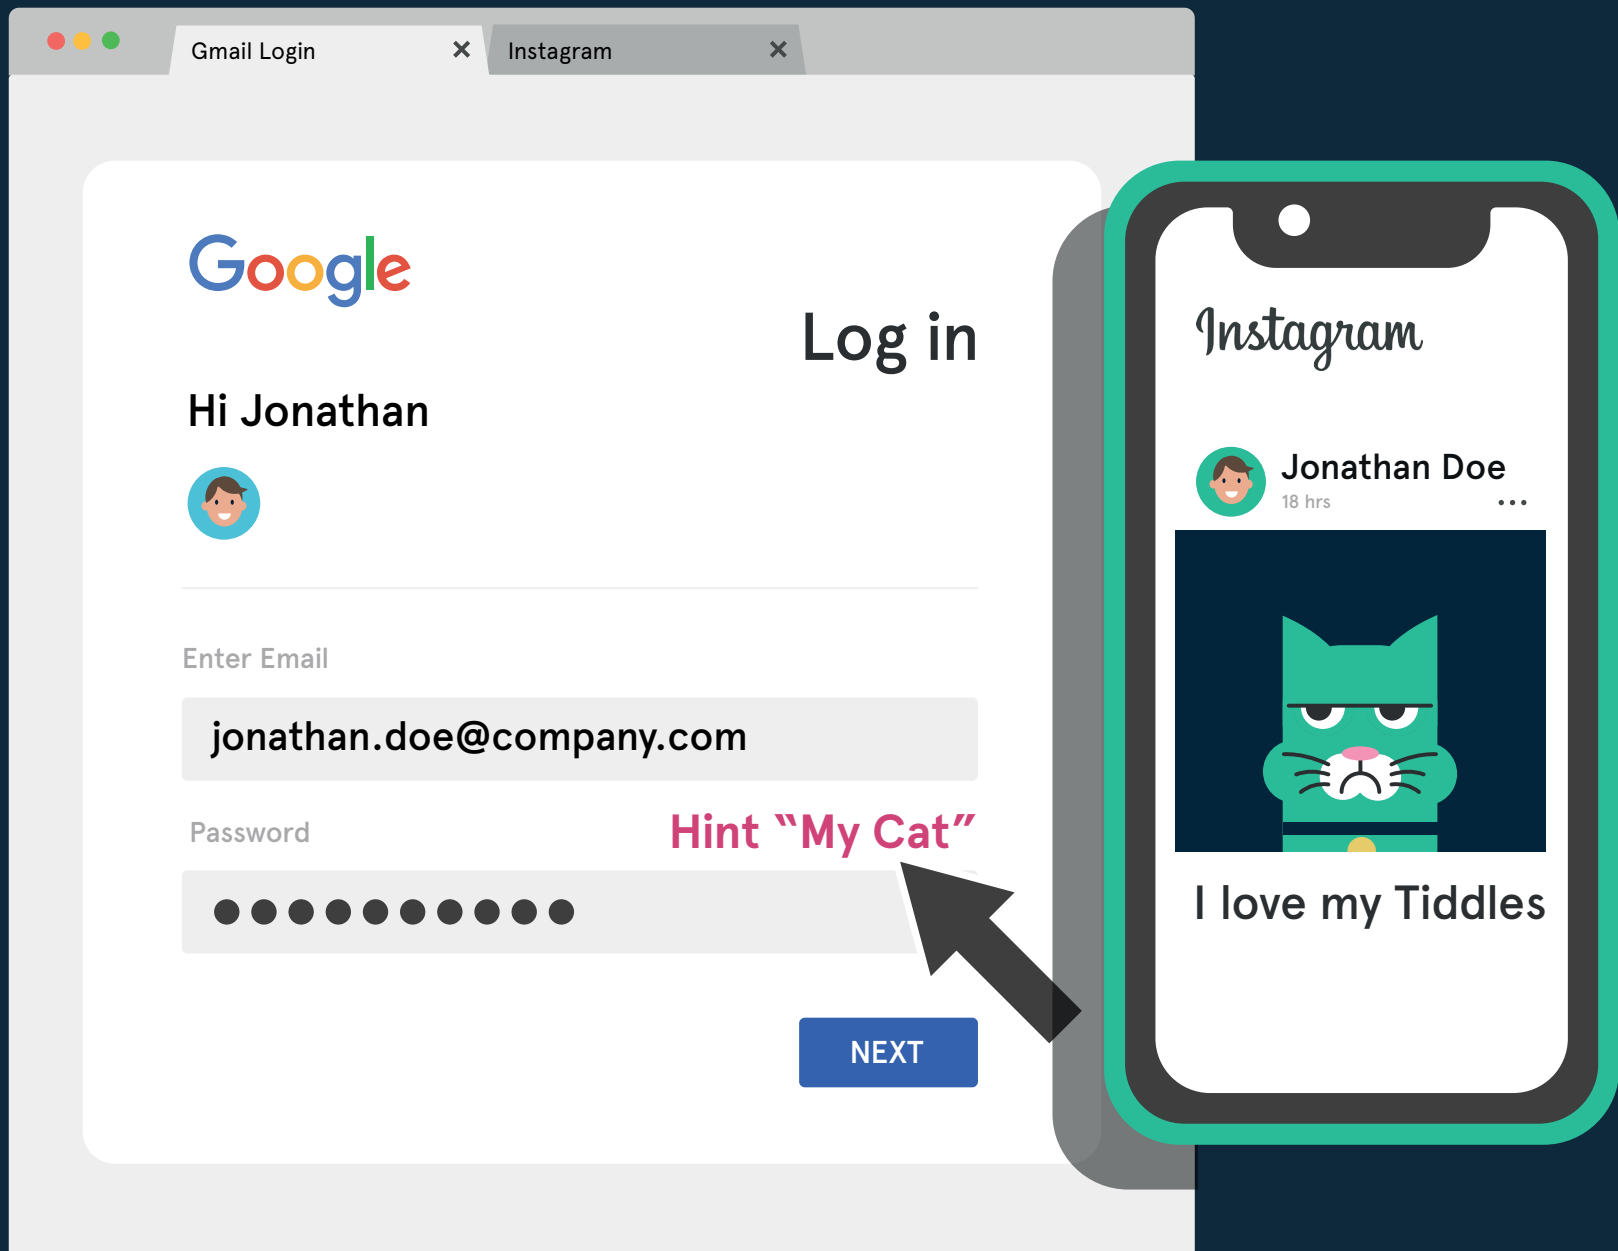 Gmail Login
Instagram
Google
Log in
Hi Jonathan
Enter Email
jonathan.doe@company.com
Password
Hint “My Cat”
NEXT
Instagram
Jonathan Doe
18 hrs
I love my Tiddles